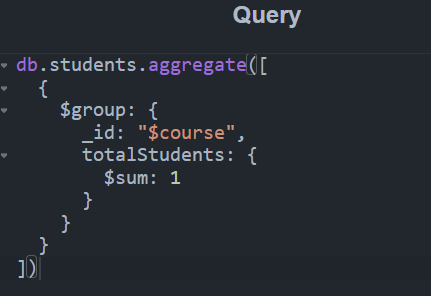 Query
db.students.aggregate([
  {
    $group: {
      _id: "$course",
      totalStudents: {
        $sum: 1
      }
    }
  }
])